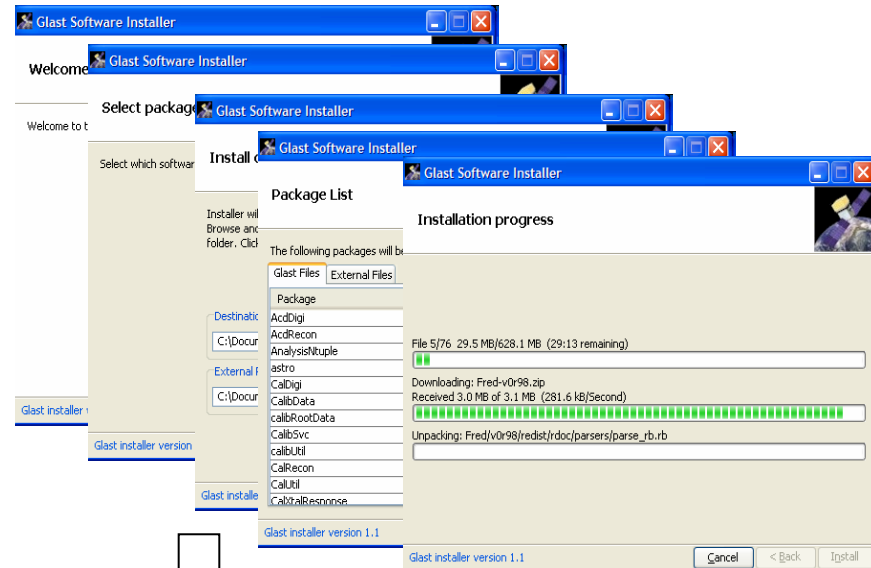 Glast Software Installer
Welcome
Welcome to t
Glast installer
Glast Software Installer
Select package
Select which softwar
Glast installer version
Glast Software Installer
Install
Installer wil
Browse and
folder. Click
Destinatio
C:\Docur
External
C:\Docur
Glast installe
Glast Software Installer
Package List
The following packages will be
Glast Files
External Files
Package
AcdDigi
AcdRecon
AnalysisNtuple
astro
CalDigi
CalibData
calibRootData
CalibSvc
calibUtil
CalRecon
CalUtil
CalXtalResponse
Glast installer version 1.1
Glast Software Installer
Installation progress
File 5/76 29.5 MB/628.1 MB (29:13 remaining)
Downloading: Fred-v0r98.zip
Received 3.0 MB of 3.1 MB (281.6 kB/Second)
Unpacking: Fred/v0r98/redist/rdoc/parsers/parse_rb.rb
Glast installer version 1.1
Cancel
< Back
Install